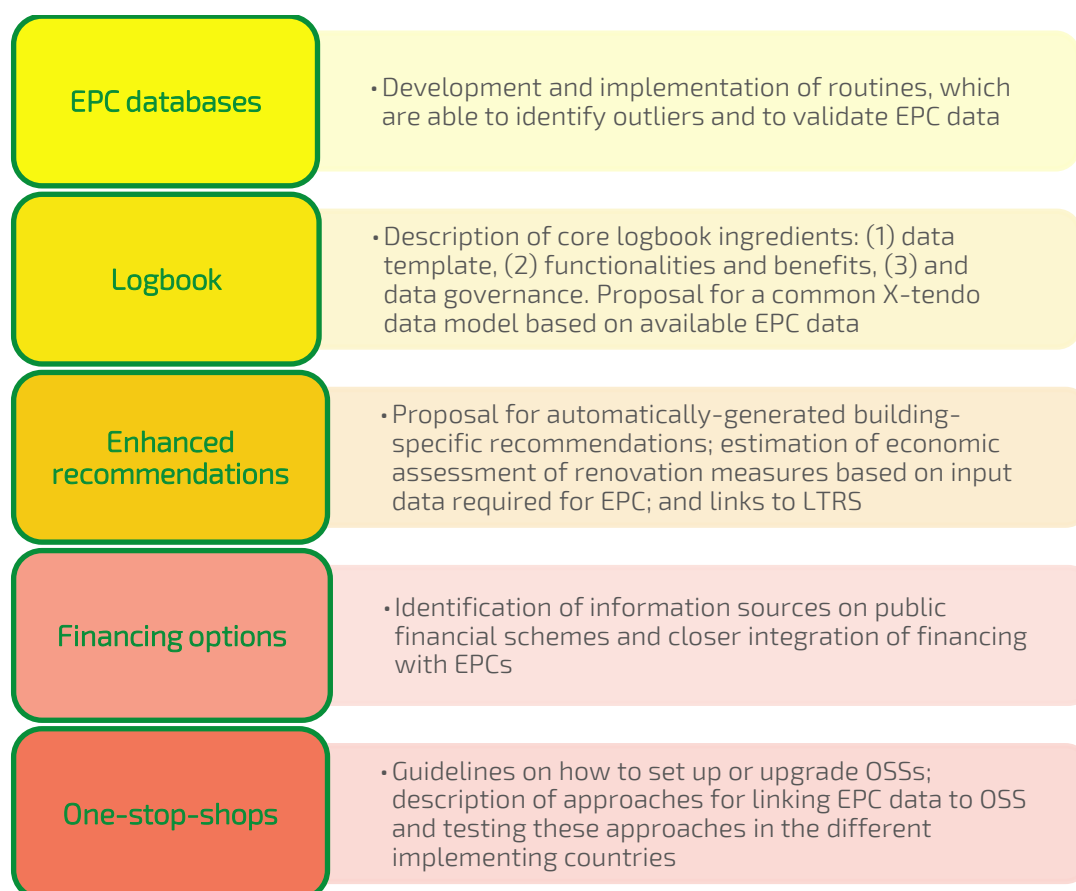 EPC databases
• Development and implementation of routines, which
are able to identify outliers and to validate EPC data
Logbook
• Description of core logbook ingredients: (1) data
template, (2) functionalities and benefits, (3) and
data governance. Proposal for a common X-tendo
data model based on available EPC data
Enhanced
recommendations
• Proposal for automatically-generated building-
specific recommendations; estimation of economic
assessment of renovation measures based on input
data required for EPC; and links to LTRS
Financing options
• Identification of information sources on public
financial schemes and closer integration of financing
with EPCs
One-stop-shops
• Guidelines on how to set up or upgrade OSSs;
description of approaches for linking EPC data to OSS
and testing these approaches in the different
implementing countries